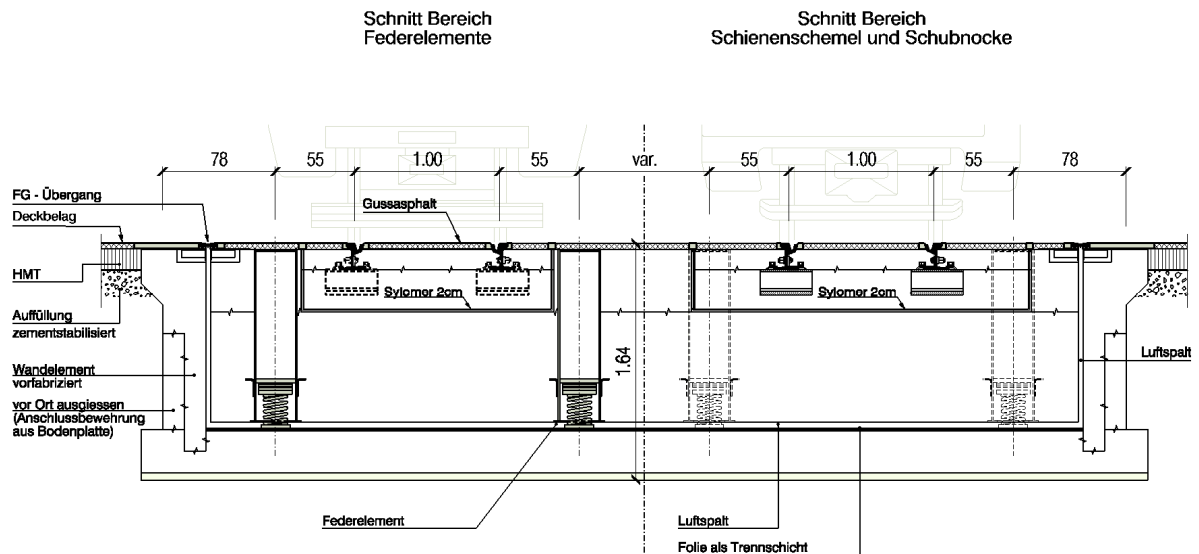 Schnitt Bereich
Federelemente
Schnitt Bereich
Schienenschemel und Schubnocke
78
55
1.00
55
var.
55
1.00
55
78
FG - Übergang
Deckbelag
Gussasphalt
HMT
Sylomer 2cm
Sylomer 2cm
Auffüllung
zementstabilisiert
1.64
Luftspalt
Wandelement
vorfabriziert
vor Ort ausgiessen
(Anschlussbewehrung
aus Bodenplatte)
Federelement
Luftspalt
Folie als Trennschicht